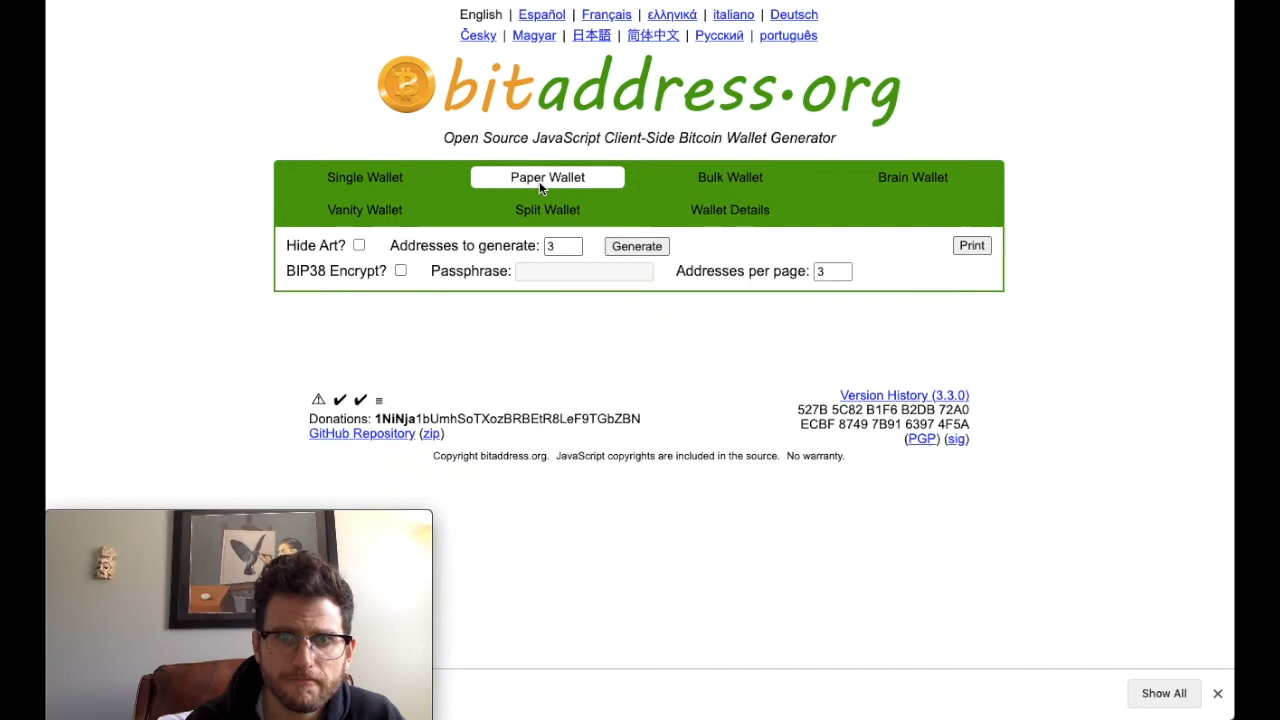 English | Español | Français | ελληνικά | italiano | Deutsch
Česky | Magyar | 日本語 | 简体中文 | Русский | português
bitaddress.org
Open Source JavaScript Client-Side Bitcoin Wallet Generator
Single Wallet Paper Wallet Bulk Wallet Brain Wallet
Vanity Wallet Split Wallet Wallet Details
Hide Art? Addresses to generate: 3 Generate Print
BIP38 Encrypt? Passphrase: Addresses per page: 3
Donations: 1NiNja1bUmhSoTXozBRBEtR8LeF9TGbZBN
GitHub Repository (zip)
Version History (3.3.0)
527B 5C82 B1F6 B2DB 72A0
ECBF 8749 7B91 6397 4F5A
(PGP) (sig)
Copyright bitaddress.org. JavaScript copyrights are included in the source. No warranty.
Show All